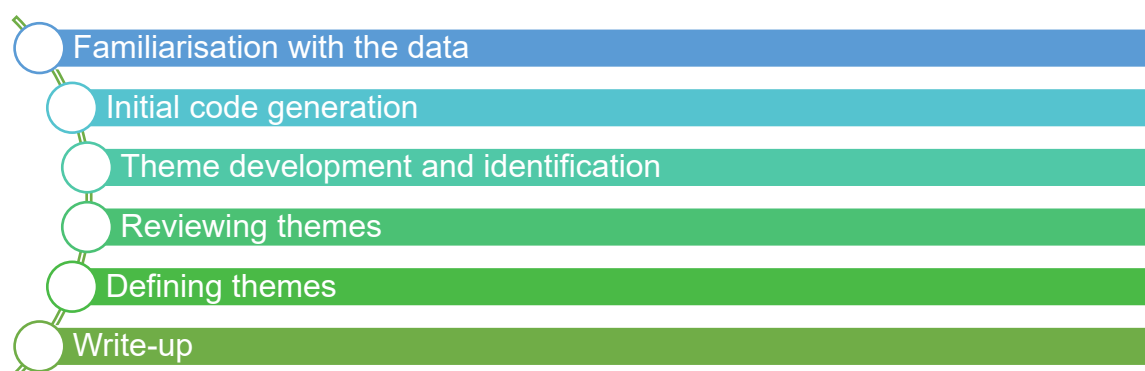 Familiarisation with the data
Initial code generation
Theme development and identification
Reviewing themes
Defining themes
Write-up